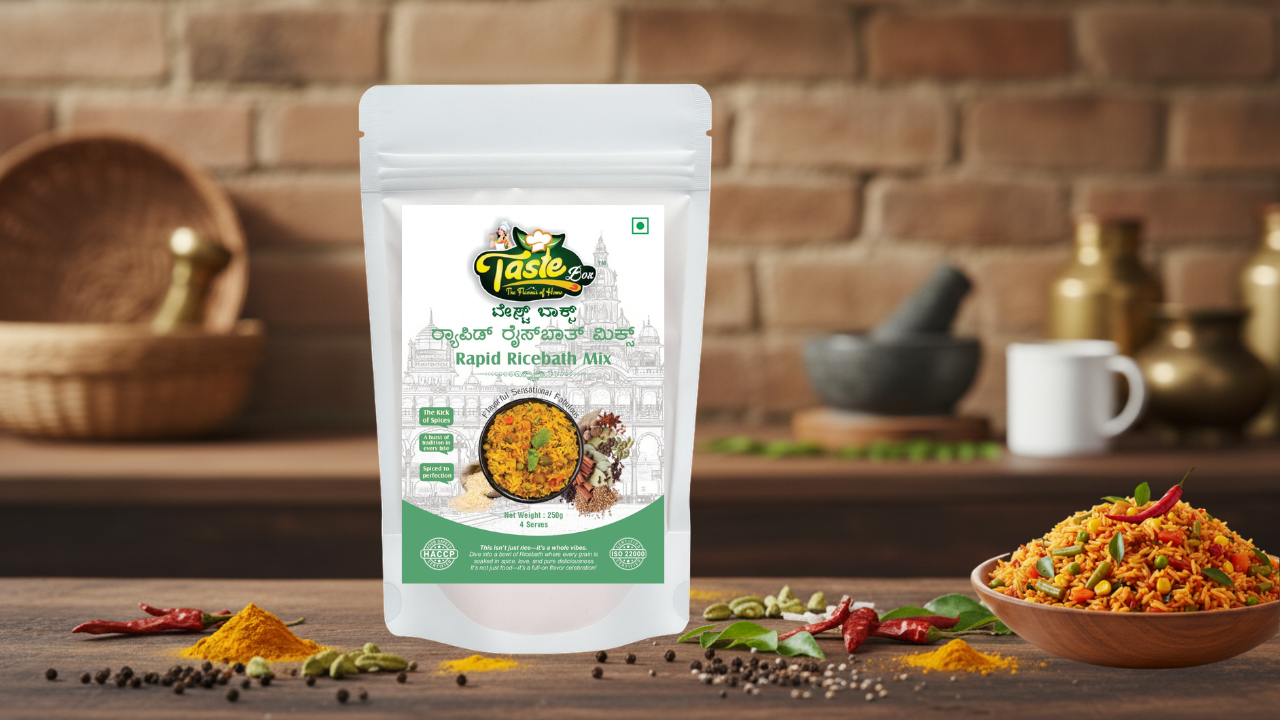 Taste Box
The Flavour of Home
ಟೇಸ್ಟ್ ಬಾಕ್ಸ್
ರ‍್ಯಾಪಿಡ್ ರೈಸ್‌ಬಾತ್ ಮಿಕ್ಸ್
Rapid Ricebath Mix
Flavorful Sensational
The Kick
of Spices
A burst of
tradition in
every bite
Spiced to
perfection
Net Weight : 250g
4 Serves
HACCP
This isn't just rice—it's a whole vibes.
Dive into a bowl of Ricebath where every grain is
soaked in spice, love, and pure deliciousness.
It's not just food—it's a full-on flavor celebration!
ISO 22000